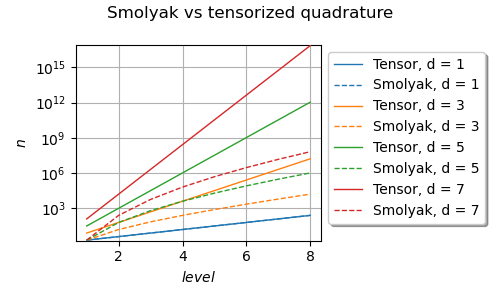 Smolyak vs tensorized quadrature
10^15
10^12
10^9
10^6
10^3
n
2 4 6 8
level
Tensor, d = 1
Smolyak, d = 1
Tensor, d = 3
Smolyak, d = 3
Tensor, d = 5
Smolyak, d = 5
Tensor, d = 7
Smolyak, d = 7